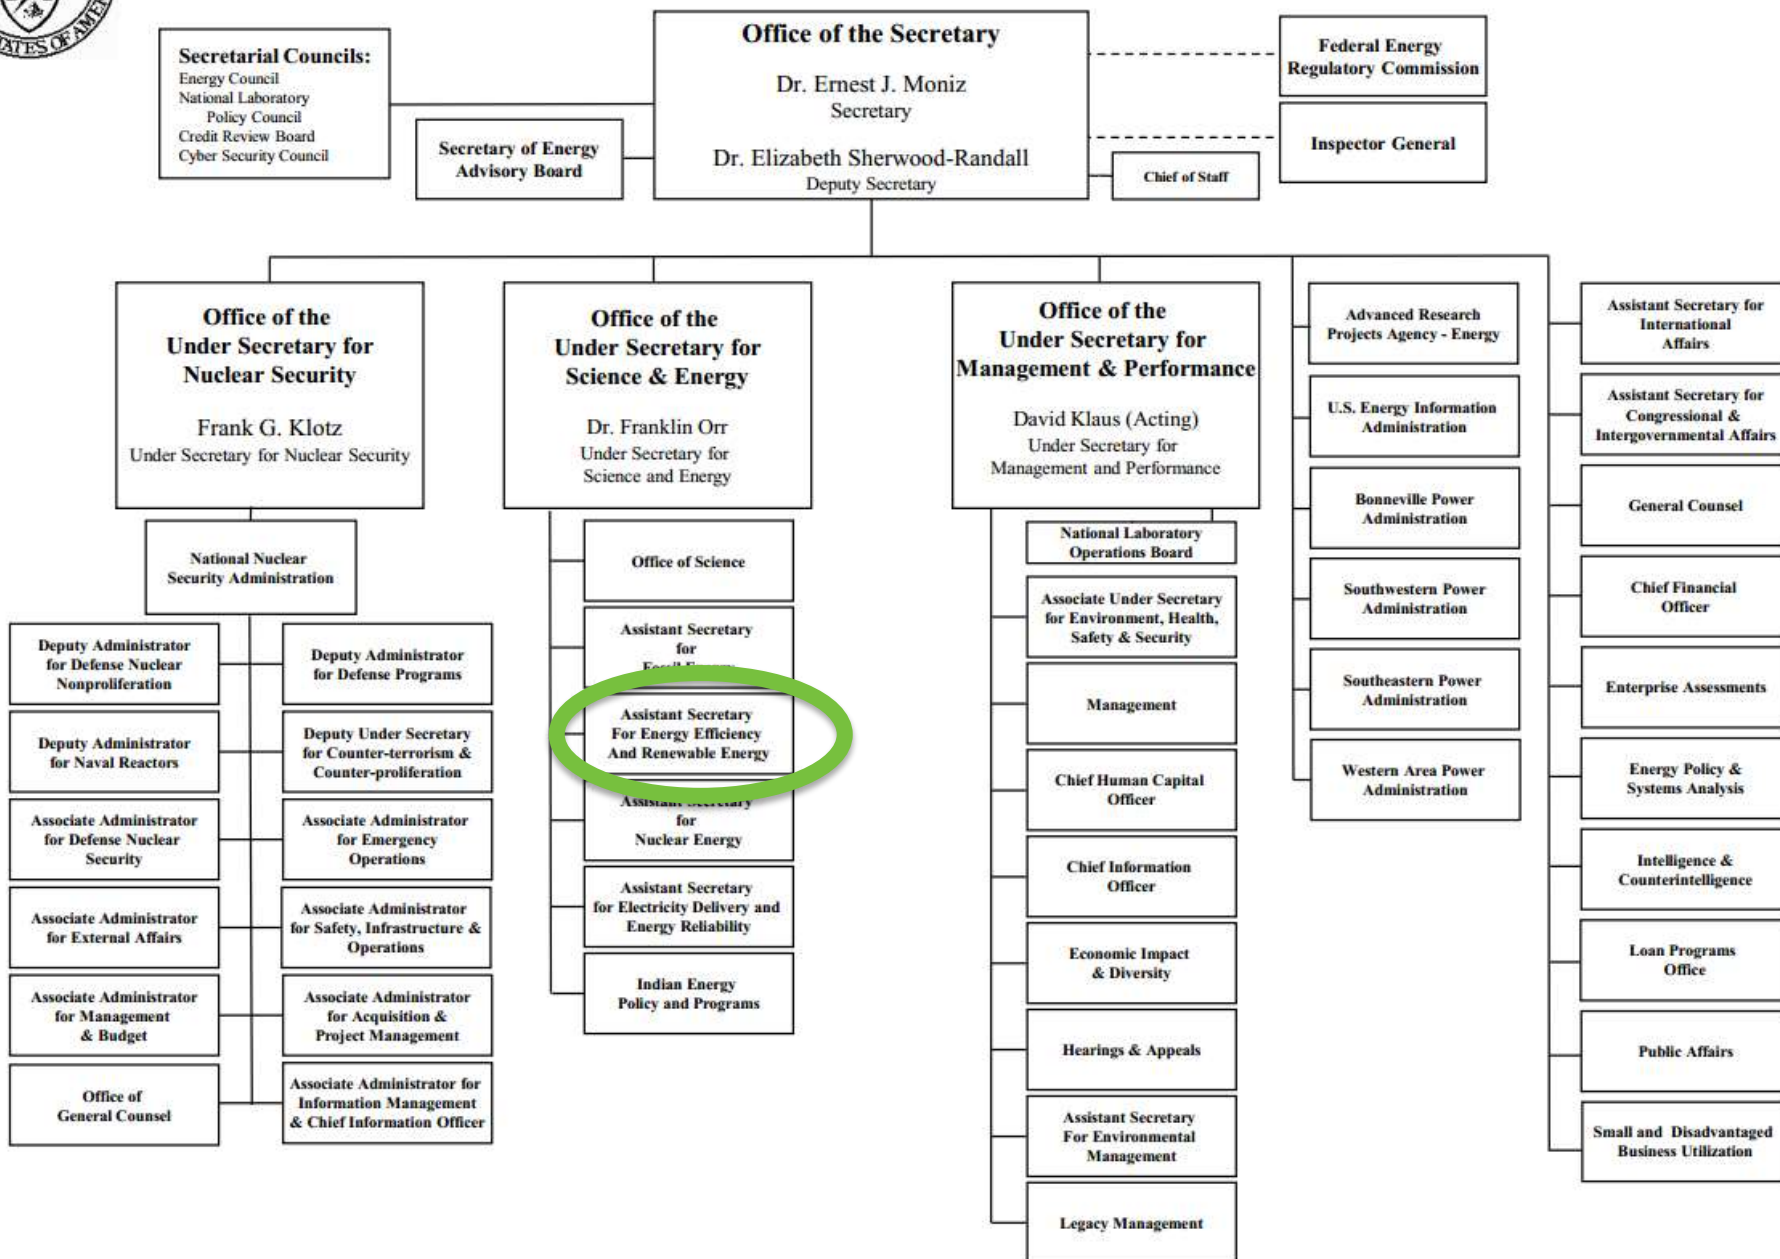 TATES OF AME
Office of the Secretary
Dr. Ernest J. Moniz
Secretary
Dr. Elizabeth Sherwood-Randall
Deputy Secretary
Secretarial Councils:
Energy Council
National Laboratory
Policy Council
Credit Review Board
Cyber Security Council
Secretary of Energy
Advisory Board
Federal Energy
Regulatory Commission
Inspector General
Chief of Staff
Office of the
Under Secretary for
Nuclear Security
Frank G. Klotz
Under Secretary for Nuclear Security
National Nuclear
Security Administration
Deputy Administrator
for Defense Nuclear
Nonproliferation
Deputy Administrator
for Defense Programs
Deputy Administrator
for Naval Reactors
Deputy Under Secretary
for Counter-terrorism &
Counter-proliferation
Associate Administrator
for Defense Nuclear
Security
Associate Administrator
for Emergency
Operations
Associate Administrator
for External Affairs
Associate Administrator
for Safety, Infrastructure &
Operations
Associate Administrator
for Management
& Budget
Associate Administrator
for Acquisition &
Project Management
Office of
General Counsel
Associate Administrator for
Information Management
& Chief Information Officer
Office of the
Under Secretary for
Science & Energy
Dr. Franklin Orr
Under Secretary for
Science and Energy
Office of Science
Assistant Secretary
for
Fossil Energy
Assistant Secretary
For Energy Efficiency
And Renewable Energy
Assistant Secretary
for
Nuclear Energy
Assistant Secretary
for Electricity Delivery and
Energy Reliability
Indian Energy
Policy and Programs
Office of the
Under Secretary for
Management & Performance
David Klaus (Acting)
Under Secretary for
Management and Performance
National Laboratory
Operations Board
Associate Under Secretary
for Environment, Health,
Safety & Security
Management
Chief Human Capital
Officer
Chief Information
Officer
Economic Impact
& Diversity
Hearings & Appeals
Assistant Secretary
For Environmental
Management
Legacy Management
Advanced Research
Projects Agency - Energy
U.S. Energy Information
Administration
Bonneville Power
Administration
Southwestern Power
Administration
Southeastern Power
Administration
Western Area Power
Administration
Assistant Secretary for
International
Affairs
Assistant Secretary for
Congressional &
Intergovernmental Affairs
General Counsel
Chief Financial
Officer
Enterprise Assessments
Energy Policy &
Systems Analysis
Intelligence &
Counterintelligence
Loan Programs
Office
Public Affairs
Small and Disadvantaged
Business Utilization